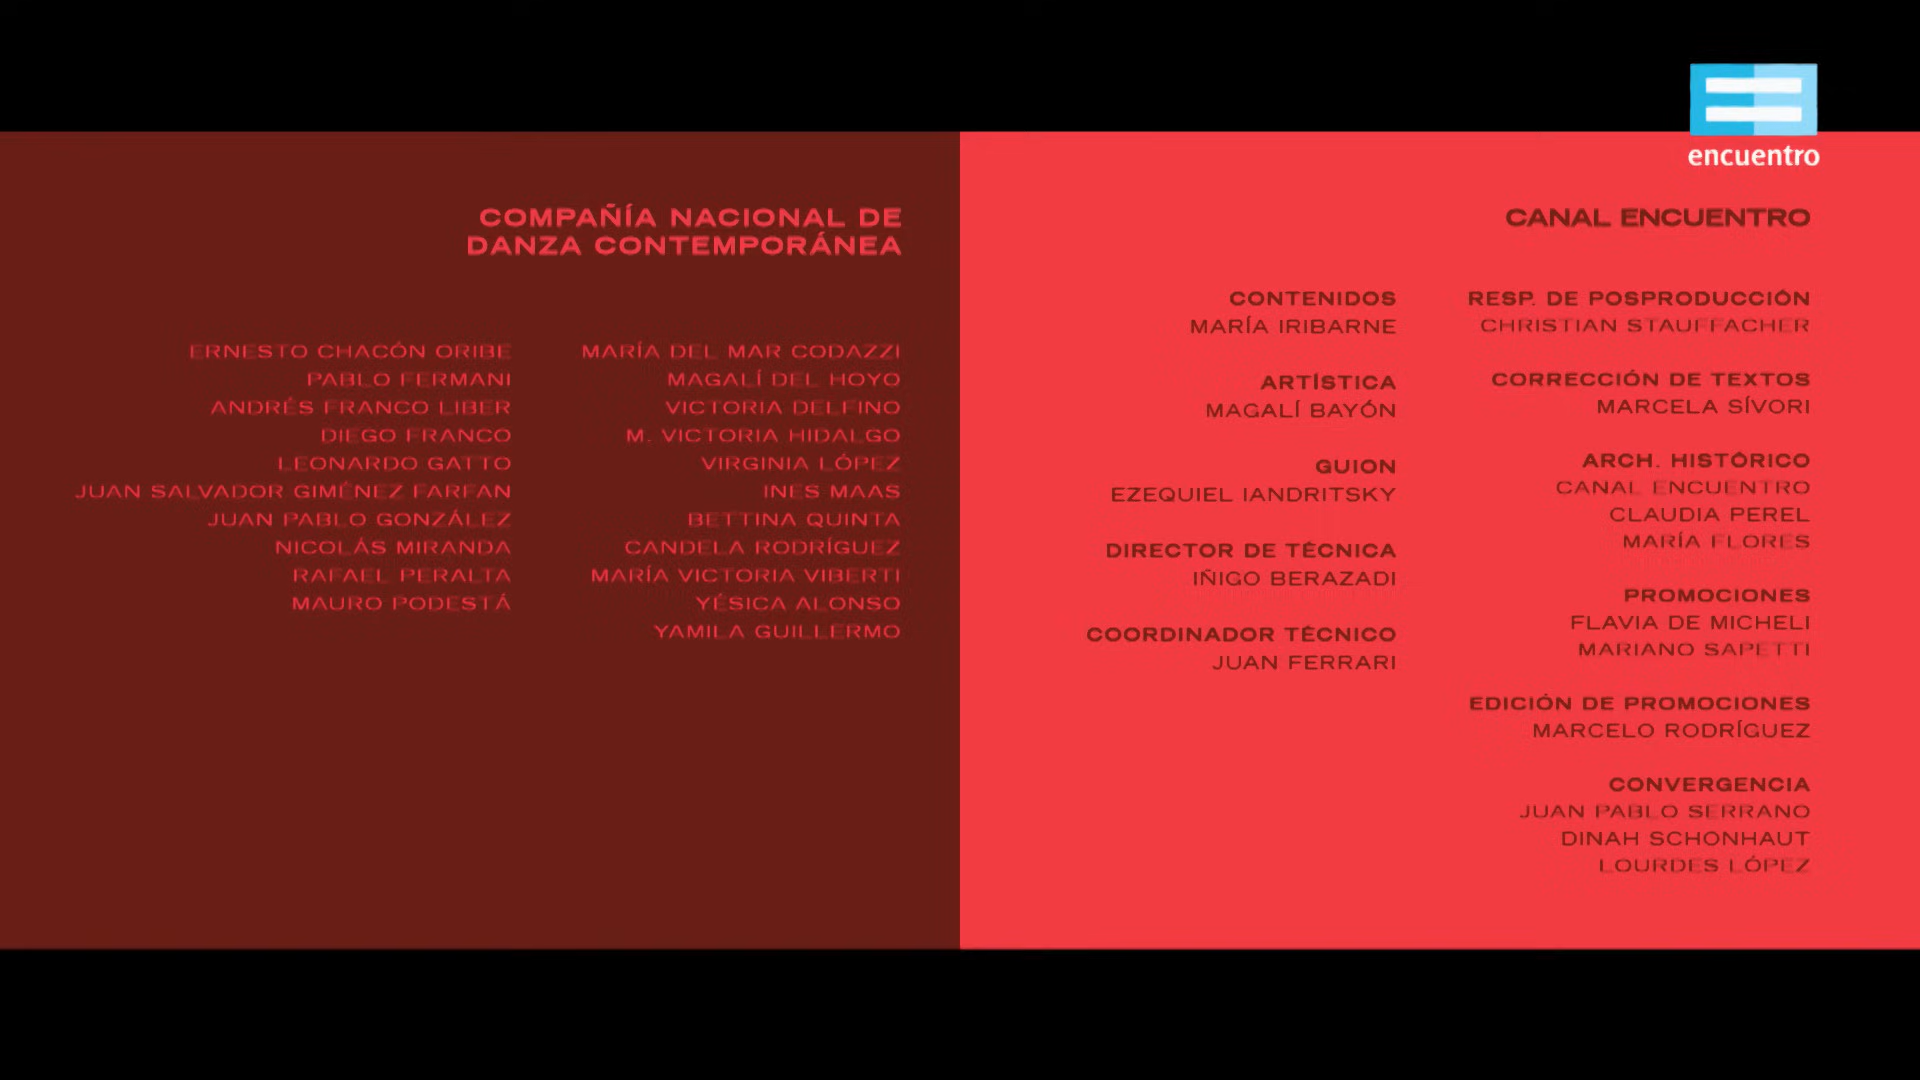 encuentro
COMPAÑÍA NACIONAL DE
DANZA CONTEMPORÁNEA
ERNESTO CHACÓN ORIBE
PABLO FERMANI
ANDRÉS FRANCO LIBER
DIEGO FRANCO
LEONARDO GATTO
JUAN SALVADOR GIMÉNEZ FARFAN
JUAN PABLO GONZÁLEZ
NICOLÁS MIRANDA
RAFAEL PERALTA
MAURO PODESTÁ
MARÍA DEL MAR CODAZZI
MAGALÍ DEL HOYO
VICTORIA DELFINO
M. VICTORIA HIDALGO
VIRGINIA LÓPEZ
INES MAAS
BETTINA QUINTA
CANDELA RODRÍGUEZ
MARÍA VICTORIA VIBERTI
YÉSICA ALONSO
YAMILA GUILLERMO
CANAL ENCUENTRO
CONTENIDOS
MARÍA IRIBARNE
ARTÍSTICA
MAGALÍ BAYÓN
GUION
EZEQUIEL IANDRITSKY
DIRECTOR DE TÉCNICA
IÑIGO BERAZADI
COORDINADOR TÉCNICO
JUAN FERRARI
RESP. DE POSPRODUCCIÓN
CHRISTIAN STAUFFACHER
CORRECCIÓN DE TEXTOS
MARCELA SÍVORI
ARCH. HISTÓRICO
CANAL ENCUENTRO
CLAUDIA PEREL
MARÍA FLORES
PROMOCIONES
FLAVIA DE MICHELI
MARIANO SAPETTI
EDICIÓN DE PROMOCIONES
MARCELO RODRÍGUEZ
CONVERGENCIA
JUAN PABLO SERRANO
DINAH SCHONHAUT
LOURDES LÓPEZ